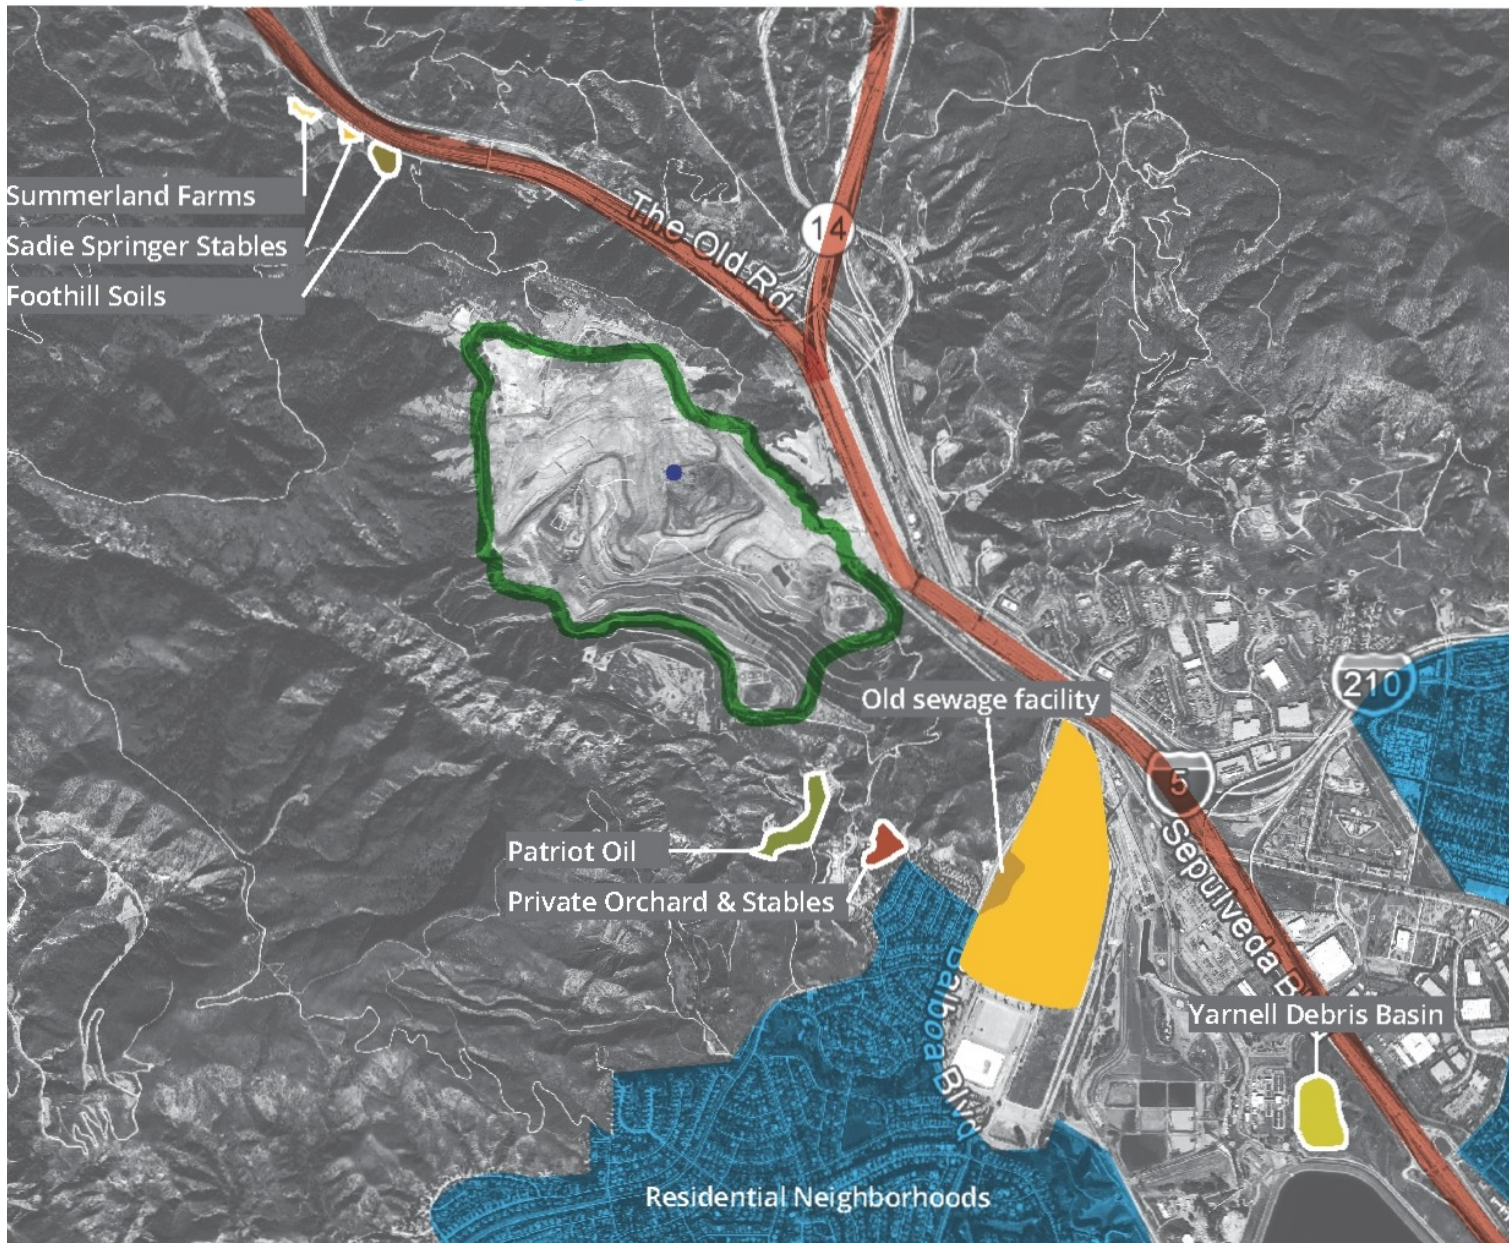 Summerland Farms
Sadie Springer Stables
Foothill Soils
The Old Rd
14
Old sewage facility
210
5
Patriot Oil
Private Orchard & Stables
Sepulveda
Balboa Blvd
Yarnell Debris Basin
Residential Neighborhoods